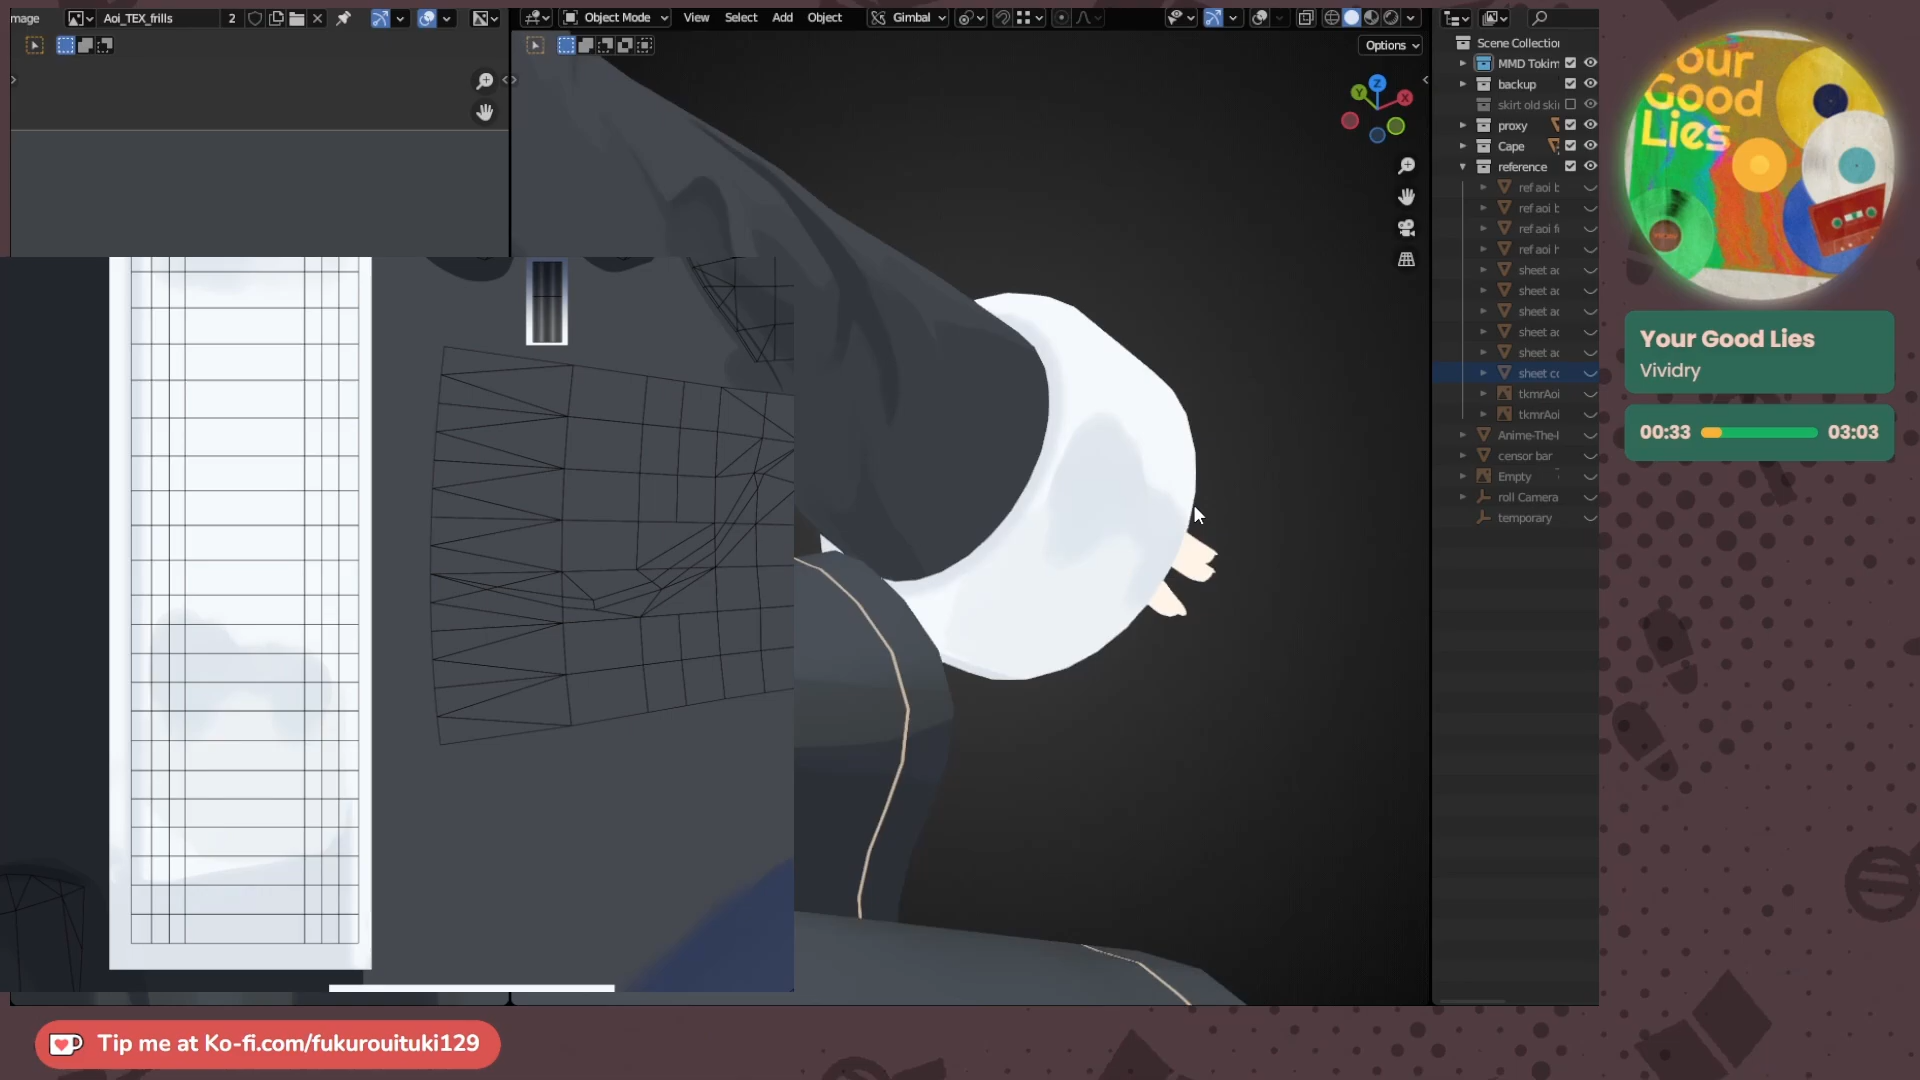 mage
Aoi_TEX_frills
2
Object Mode
View
Select
Add
Object
Gimbal
Options
Scene Collection
MMD Tokim
backup
skirt old ski
proxy
Cape
reference
ref aoi b
ref aoi b
ref aoi f
ref aoi h
sheet ac
sheet ac
sheet ac
sheet ac
sheet ac
sheet cc
tkmrAoi
tkmrAoi
Anime-The-l
censor bar
Empty
roll Camera
temporary
X
Y
Z
our
Good
Lies
Your Good Lies
Vividry
00:33
03:03
Tip me at Ko-fi.com/fukurouituki129